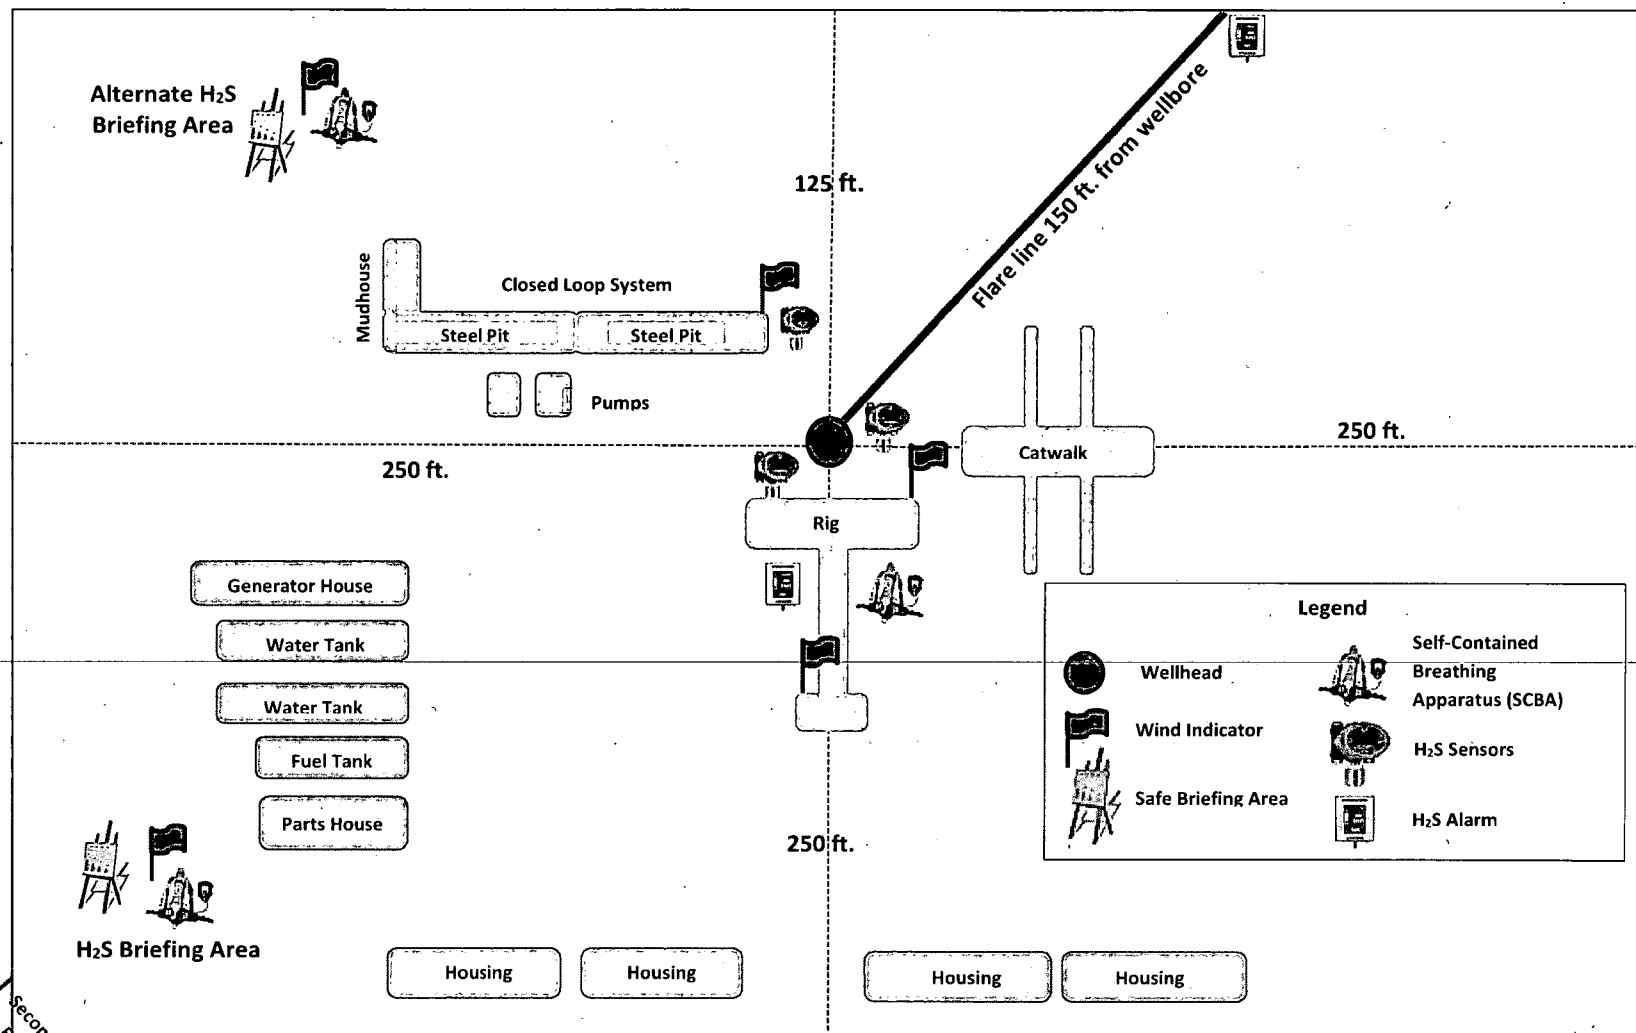 Alternate H₂S
Briefing Area
125 ft.
Flare line 150 ft. from wellbore
Mudhouse
Closed Loop System
Steel Pit
Steel Pit
Pumps
250 ft.
250 ft.
Catwalk
Rig
Generator House
Water Tank
Water Tank
Fuel Tank
Parts House
250 ft.
H₂S Briefing Area
Housing
Housing
Housing
Housing
Legend
Wellhead
Wind Indicator
Safe Briefing Area
Self-Contained
Breathing
Apparatus (SCBA)
H₂S Sensors
H₂S Alarm